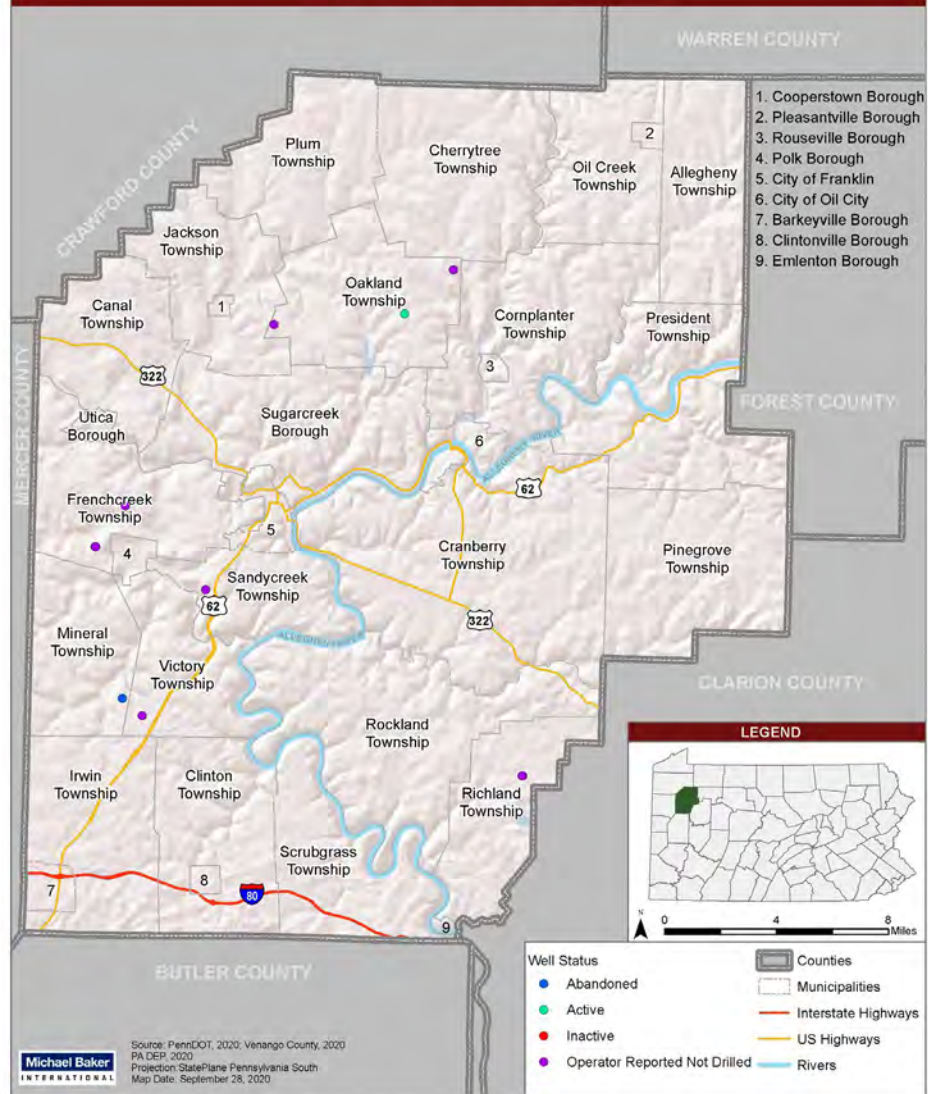 WARREN COUNTY
1. Cooperstown Borough
2. Pleasantville Borough
3. Rouseville Borough
4. Polk Borough
5. City of Franklin
6. City of Oil City
7. Barkeyville Borough
8. Clintonville Borough
9. Emlenton Borough
CRAWFORD COUNTY
Plum
Township
Cherrytree
Township
2
Oil Creek
Township
Allegheny
Township
Jackson
Township
Oakland
Township
Canal
Township
1
Cornplanter
Township
President
Township
MERCER COUNTY
322
3
FOREST COUNTY
Utica
Borough
Sugarcreek
Borough
6
ALLEGHENY RIVER
62
Frenchcreek
Township
5
4
Cranberry
Township
Pinegrove
Township
Sandycreek
Township
62
322
Mineral
Township
ALLEGHENY RIVER
Victory
Township
CLARION COUNTY
Rockland
Township
Irwin
Township
Clinton
Township
Richland
Township
Scrubgrass
Township
7
8
80
9
BUTLER COUNTY
LEGEND
N
0 4 8
Miles
Well Status
Abandoned
Active
Inactive
Operator Reported Not Drilled
Counties
Municipalities
Interstate Highways
US Highways
Rivers
Michael Baker
INTERNATIONAL
Source: PennDOT, 2020; Venango County, 2020
PA DEP, 2020
Projection:StatePlane Pennsylvania South
Map Date: September 28, 2020